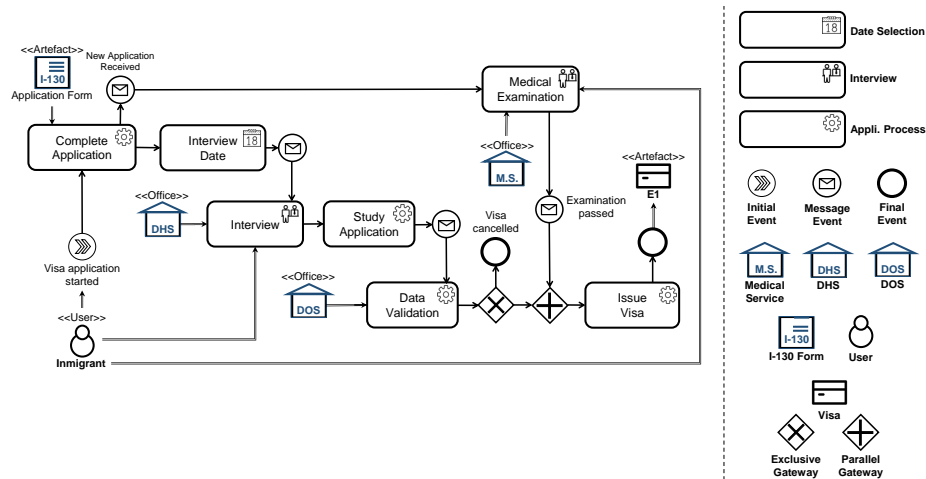 <<Artefact>>
I-130
Application Form
New Application
Received
Complete
Application
Interview
Date
18
Medical
Examination
<<Office>>
M.S.
<<Office>>
DHS
Interview
Study
Application
Visa
cancelled
Examination
passed
<<Artefact>>
E1
Visa application
started
<<Office>>
DOS
Data
Validation
Issue
Visa
<<User>>
Inmigrant
18
Date Selection
Interview
Appli. Process
Initial
Event
Message
Event
Final
Event
M.S.
Medical
Service
DHS
DHS
DOS
DOS
I-130
I-130 Form
User
Visa
Exclusive
Gateway
Parallel
Gateway